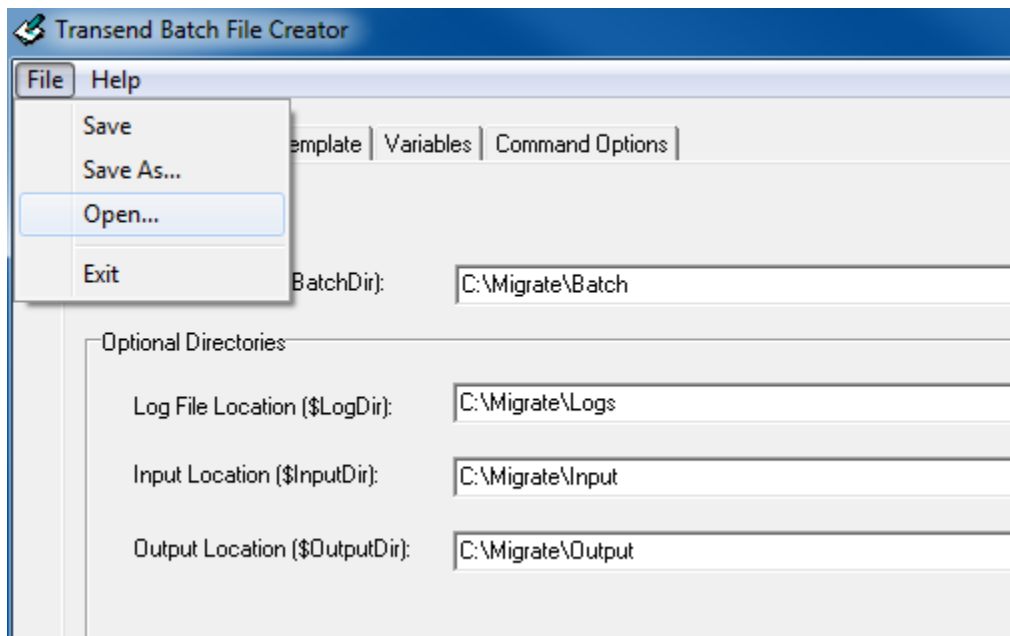 Transend Batch File Creator
File Help
Save
Save As...
Open...
Exit
emplate Variables Command Options
BatchDir): C:\Migrate\Batch
Optional Directories
Log File Location ($LogDir): C:\Migrate\Logs
Input Location ($InputDir): C:\Migrate\Input
Output Location ($OutputDir): C:\Migrate\Output